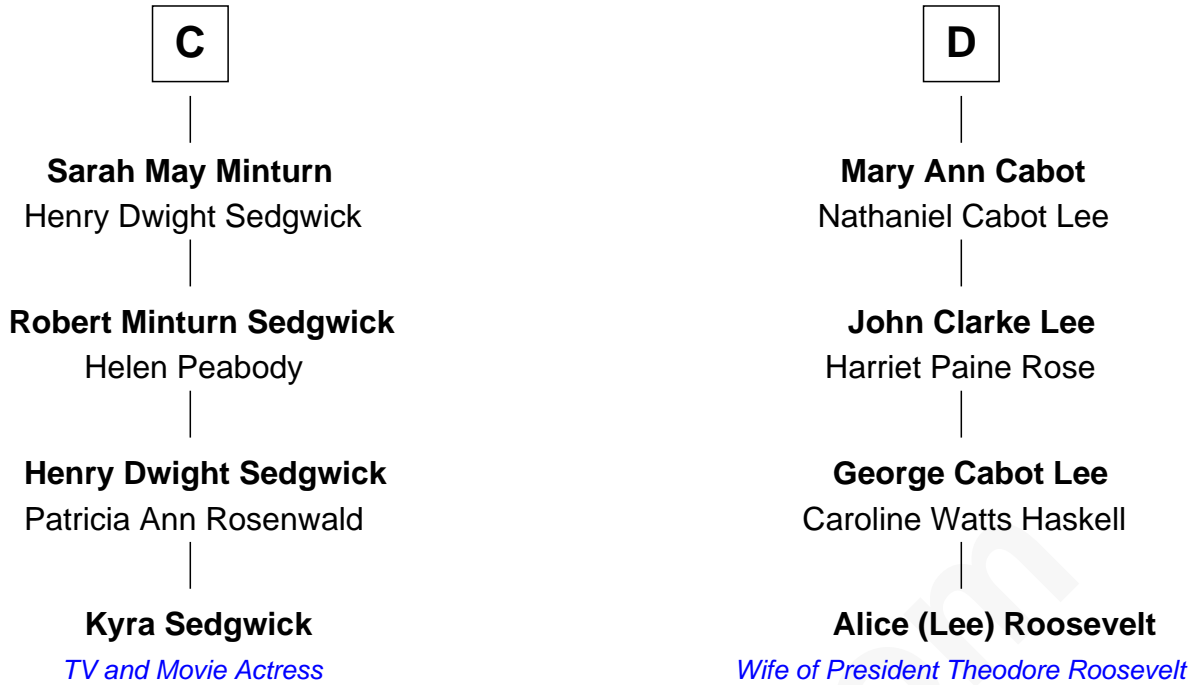 C
Sarah May Minturn
Henry Dwight Sedgwick
Robert Minturn Sedgwick
Helen Peabody
Henry Dwight Sedgwick
Patricia Ann Rosenwald
Kyra Sedgwick
TV and Movie Actress
D
Mary Ann Cabot
Nathaniel Cabot Lee
John Clarke Lee
Harriet Paine Rose
George Cabot Lee
Caroline Watts Haskell
Alice (Lee) Roosevelt
Wife of President Theodore Roosevelt